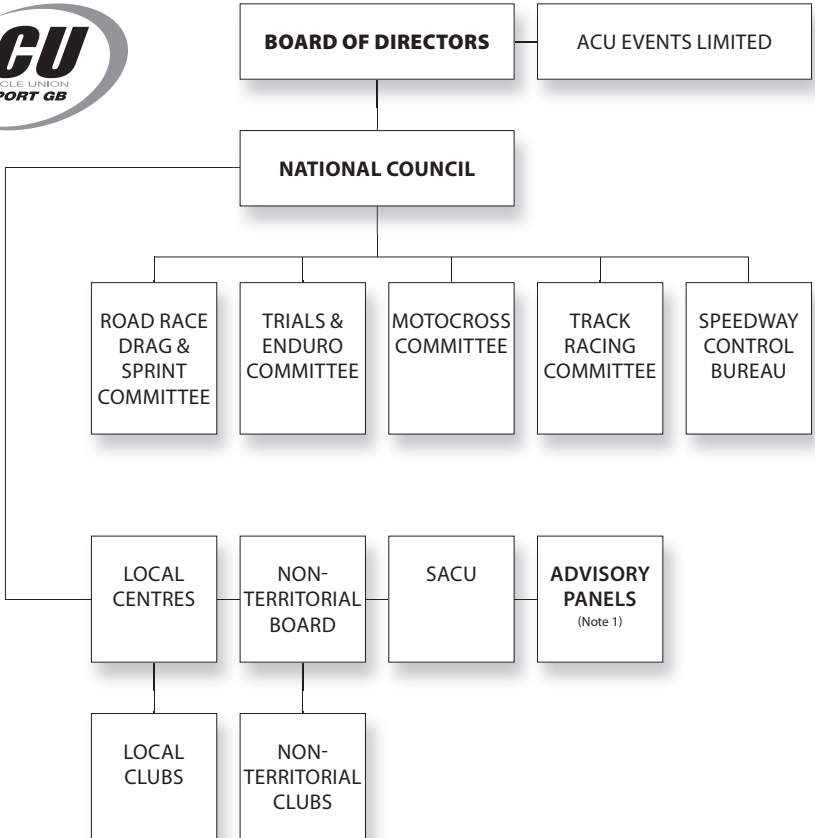 CU
CLE UNION
PORT GB
BOARD OF DIRECTORS
ACU EVENTS LIMITED
NATIONAL COUNCIL
ROAD RACE
DRAG &
SPRINT
COMMITTEE
TRIALS &
ENDURO
COMMITTEE
MOTOCROSS
COMMITTEE
TRACK
RACING
COMMITTEE
SPEEDWAY
CONTROL
BUREAU
LOCAL
CENTRES
NON-
TERRITORIAL
BOARD
SACU
ADVISORY
PANELS
(Note 1)
LOCAL
CLUBS
NON-
TERRITORIAL
CLUBS